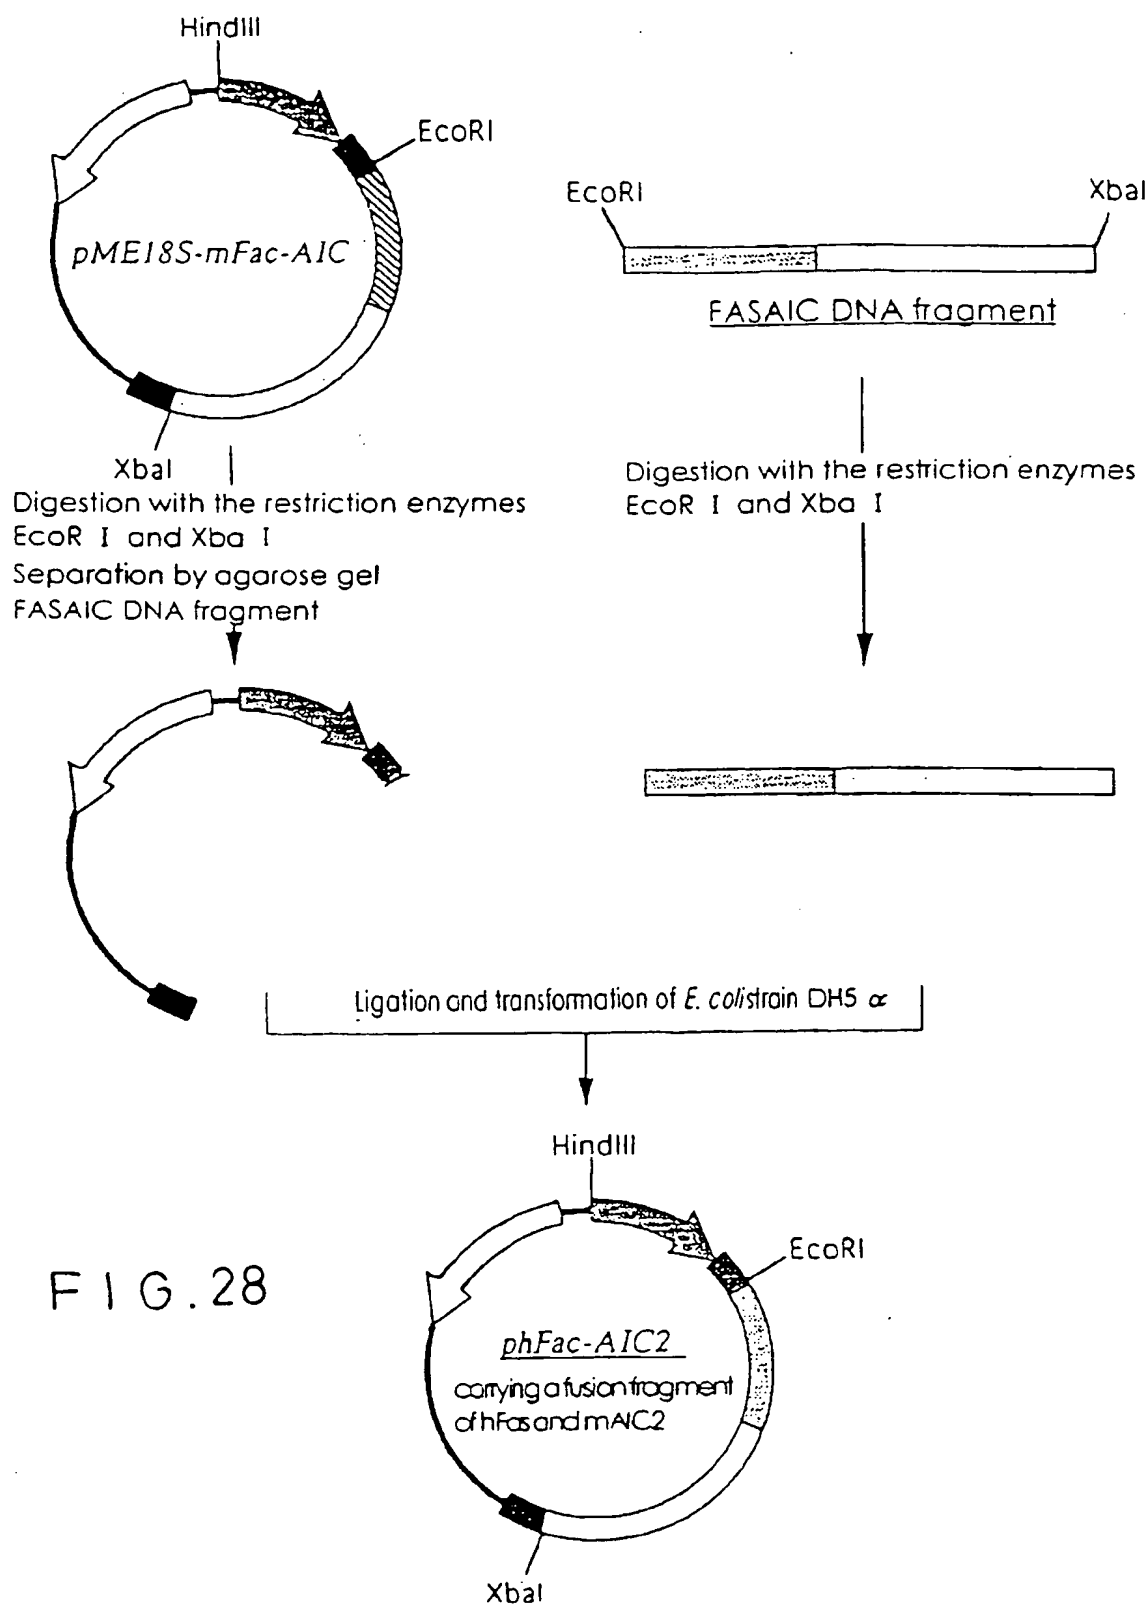 HindIII
EcoRI
pME18S-mFac-AIC
XbaI
EcoRI
XbaI
FASAIC DNA fragment
Digestion with the restriction enzymes
EcoR I and Xba I
Separation by agarose gel
FASAIC DNA fragment
Digestion with the restriction enzymes
EcoR I and Xba I
Ligation and transformation of E. colistrain DH5 α
HindIII
EcoRI
phFac-AIC2
carrying a fusion fragment
of hFas and mAIC2
XbaI
FIG.28